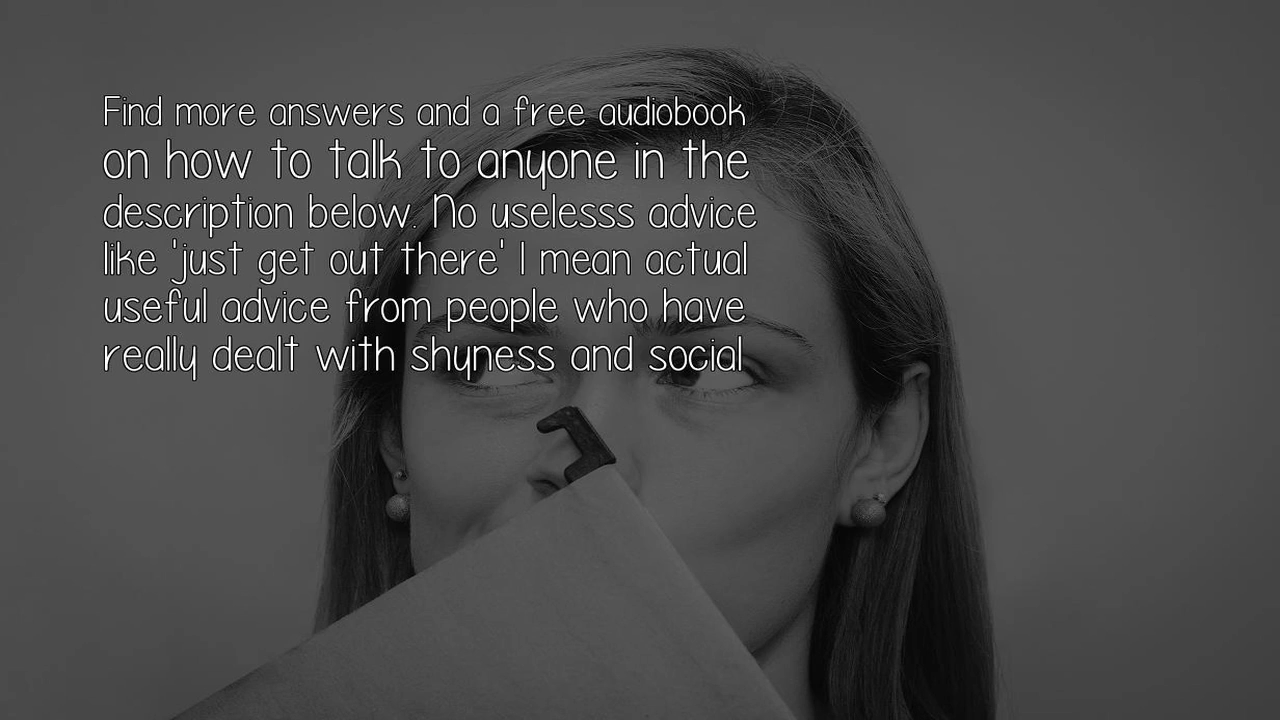 Find more answers and a free audiobook
on how to talk to anyone in the
description below. No uselesss advice
like 'just get out there' I mean actual
useful advice from people who have
really dealt with shyness and social